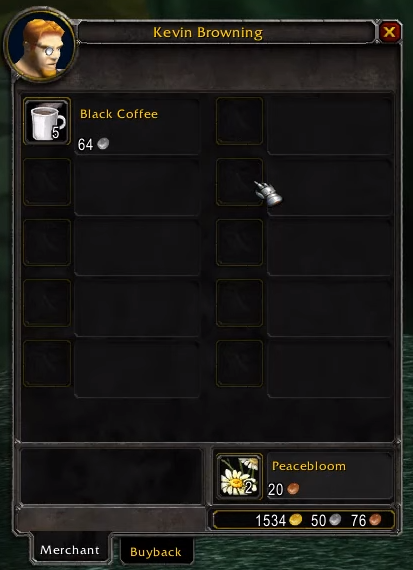 Kevin Browning
Black Coffee
5
64
Peacebloom
2
20
1534 50 76
Merchant
Buyback